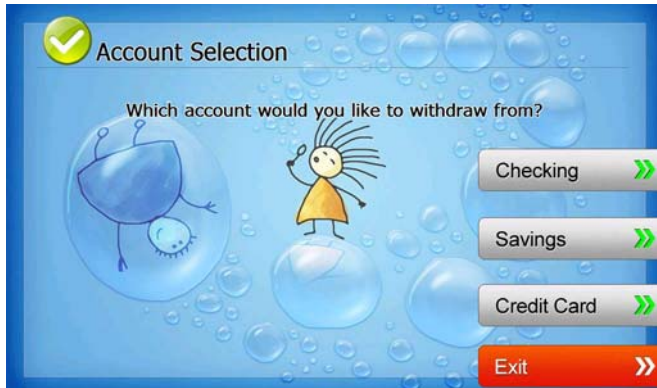 Account Selection
Which account would you like to withdraw from?
Checking
Savings
Credit Card
Exit